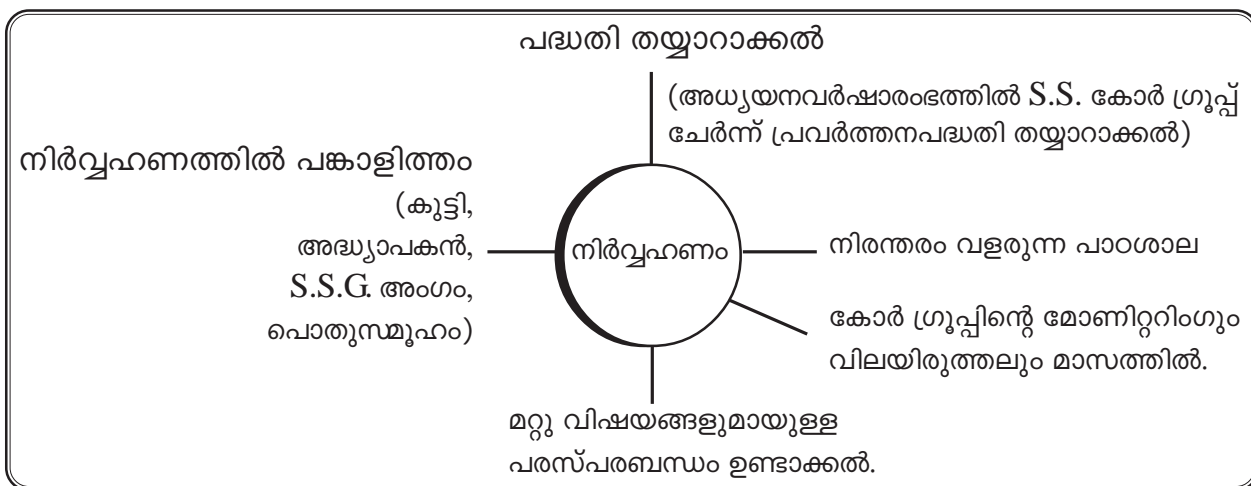 പദ്ധതി തയ്യാറാക്കൽ
(അധ്യയനവർഷാരംഭത്തിൽ S.S. കോർ ഗ്രൂപ്പ്
ചേർന്ന് പ്രവർത്തനപദ്ധതി തയ്യാറാക്കൽ)
നിർവ്വഹണത്തിൽ പങ്കാളിത്തം
(കുട്ടി,
അദ്ധ്യാപകൻ,
S.S.G. അംഗം,
പൊതുസമൂഹം)
നിർവ്വഹണം
നിരന്തരം വളരുന്ന പാഠശാല
കോർ ഗ്രൂപ്പിന്റെ മോണിറ്ററിംഗും
വിലയിരുത്തലും മാസത്തിൽ.
മറ്റു വിഷയങ്ങളുമായുള്ള
പരസ്പരബന്ധം ഉണ്ടാക്കൽ.